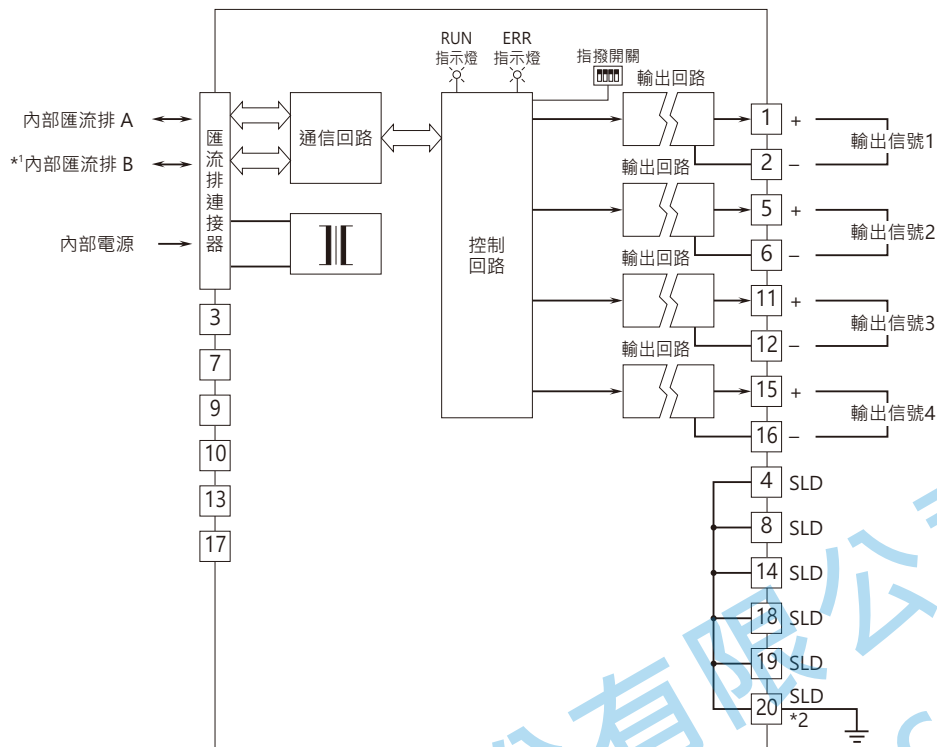 RUN
指示燈
ERR
指示燈
指撥開關
輸出回路
內部匯流排 A
*1內部匯流排 B
內部電源
匯流排連接器
通信回路
控制
回路
1 +
2 −
輸出信號1
輸出回路
5 +
6 −
輸出信號2
輸出回路
11 +
12 −
輸出信號3
輸出回路
15 +
16 −
輸出信號4
3
7
9
10
13
17
4 SLD
8 SLD
14 SLD
18 SLD
19 SLD
20 SLD
*2
份有限公司